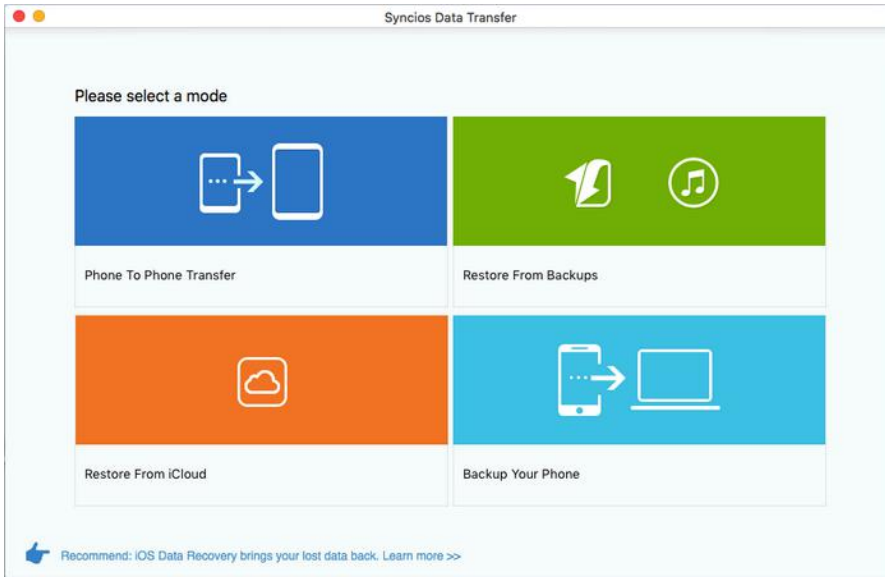 Syncios Data Transfer
Please select a mode
Phone To Phone Transfer
Restore From Backups
Restore From iCloud
Backup Your Phone
Recommend: iOS Data Recovery brings your lost data back. Learn more >>